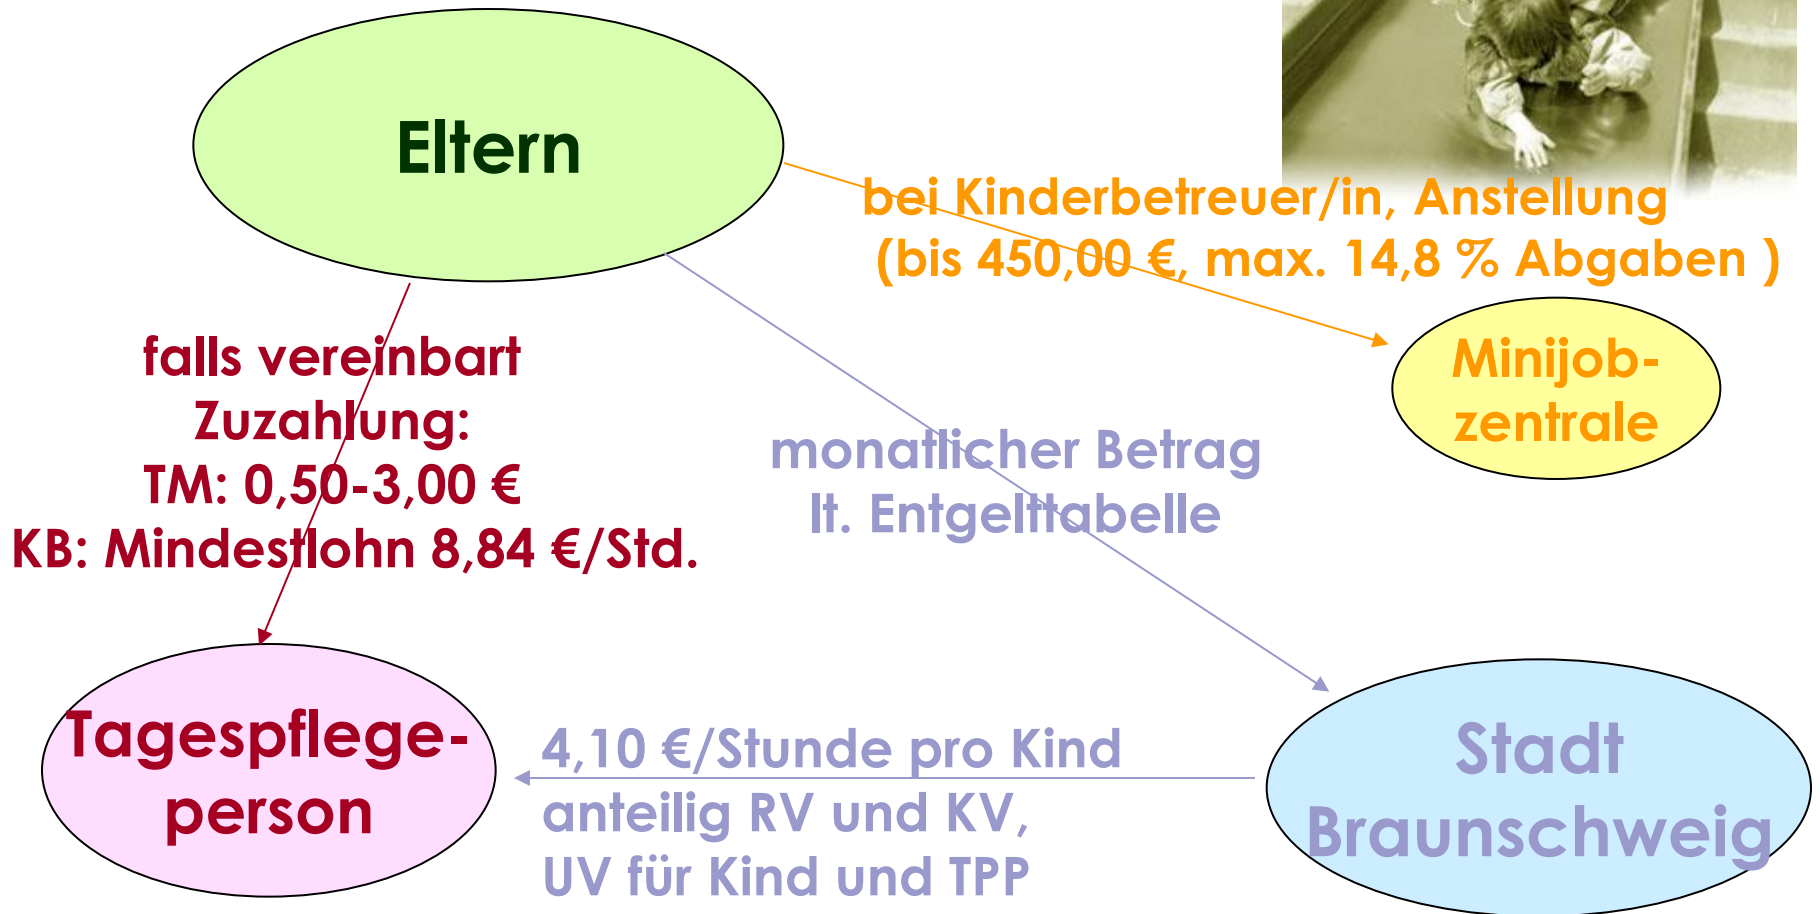 Eltern
bei Kinderbetreuer/in, Anstellung
(bis 450,00 €, max. 14,8 % Abgaben )
Minijob-
zentrale
falls vereinbart
Zuzahlung:
TM: 0,50-3,00 €
KB: Mindestlohn 8,84 €/Std.
monatlicher Betrag
lt. Entgelttabelle
Tagespflege-
person
4,10 €/Stunde pro Kind
anteilig RV und KV,
UV für Kind und TPP
Stadt
Braunschweig